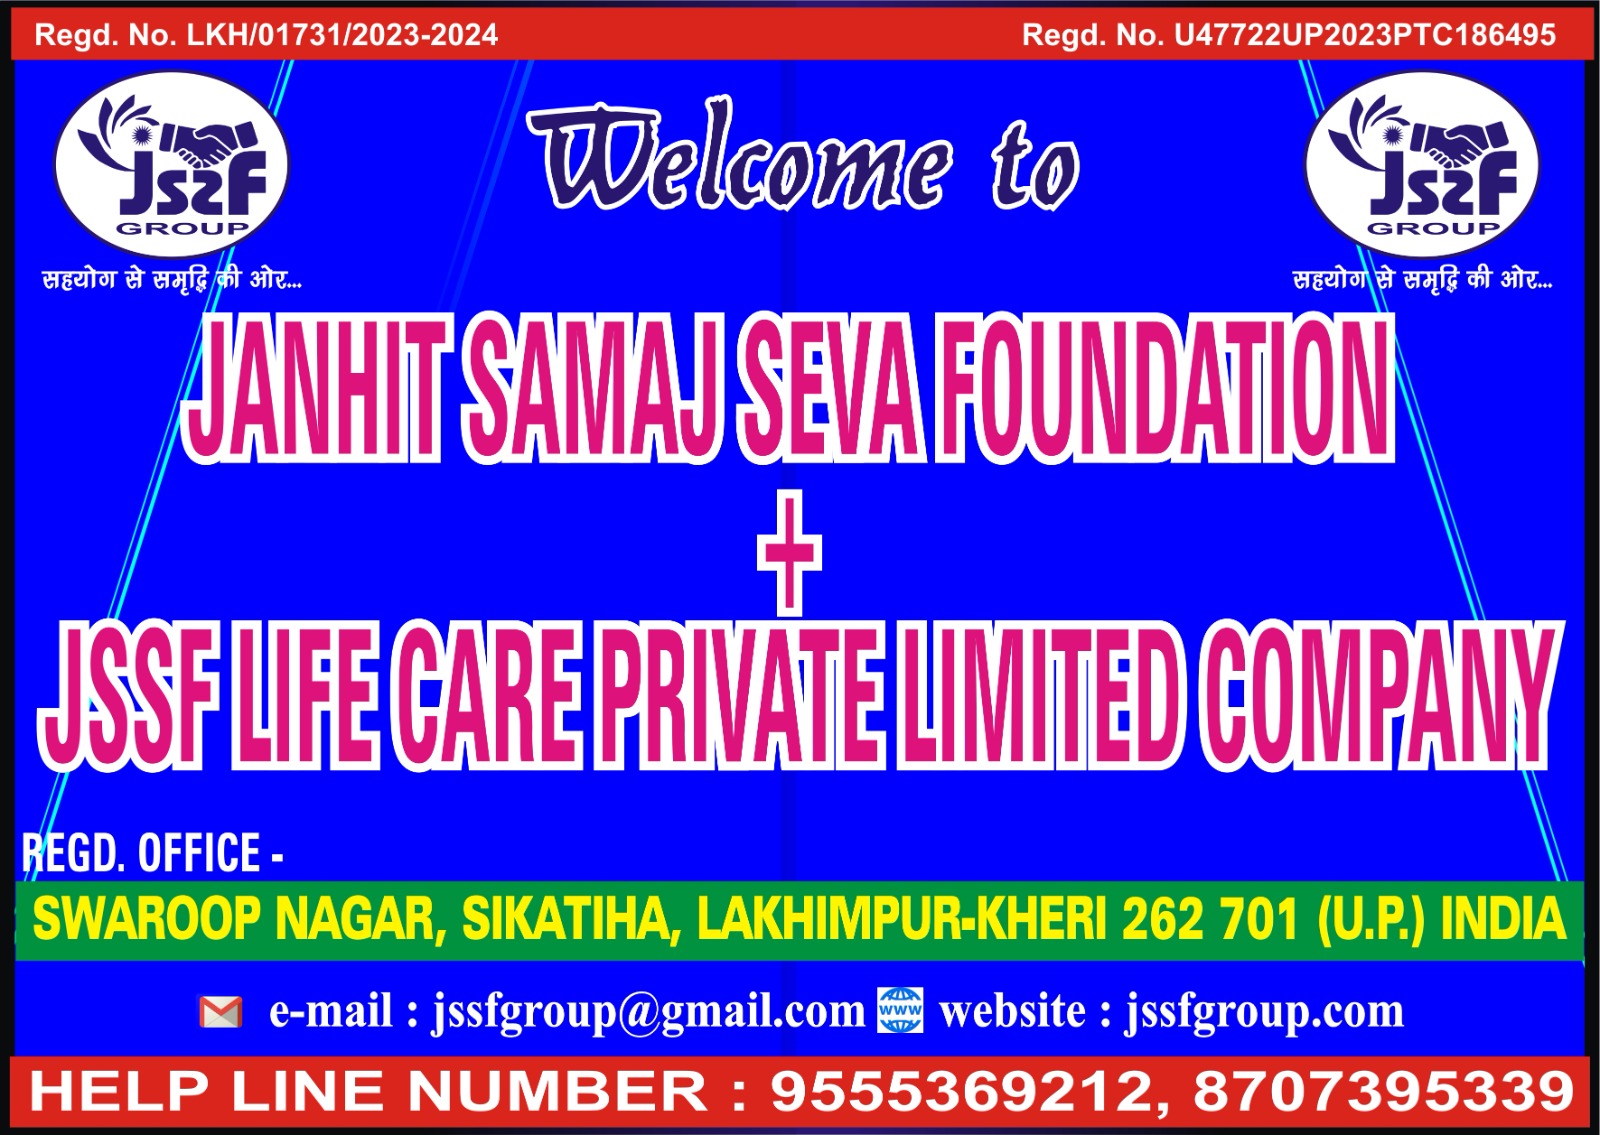 Regd. No. LKH/01731/2023-2024
Regd. No. U47722UP2023PTC186495
JSSF
GROUP
सहयोग से समृद्धि की ओर...
Welcome to
JSSF
GROUP
सहयोग से समृद्धि की ओर...
JANHIT SAMAJ SEVA FOUNDATION
+
JSSF LIFE CARE PRIVATE LIMITED COMPANY
REGD. OFFICE -
SWAROOP NAGAR, SIKATIHA, LAKHIMPUR-KHERI 262 701 (U.P.) INDIA
e-mail : jssfgroup@gmail.com www website : jssfgroup.com
HELP LINE NUMBER : 9555369212, 8707395339